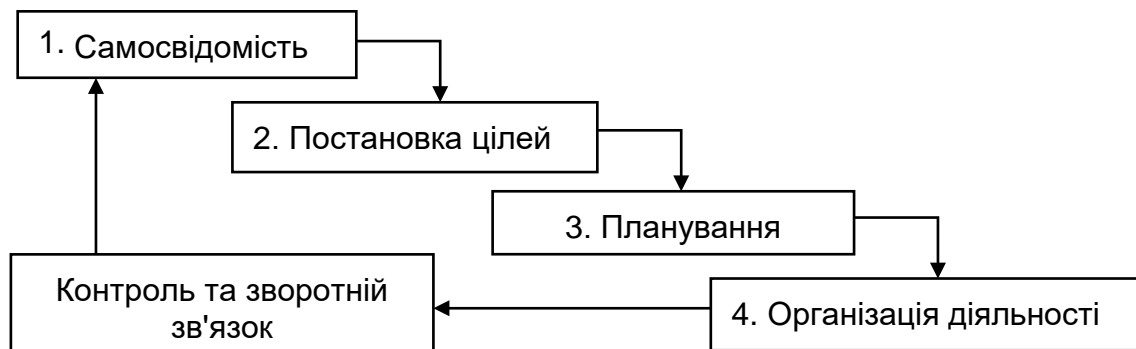 1. Самосвідомість
2. Постановка цілей
3. Планування
4. Організація діяльності
Контроль та зворотній
зв'язок